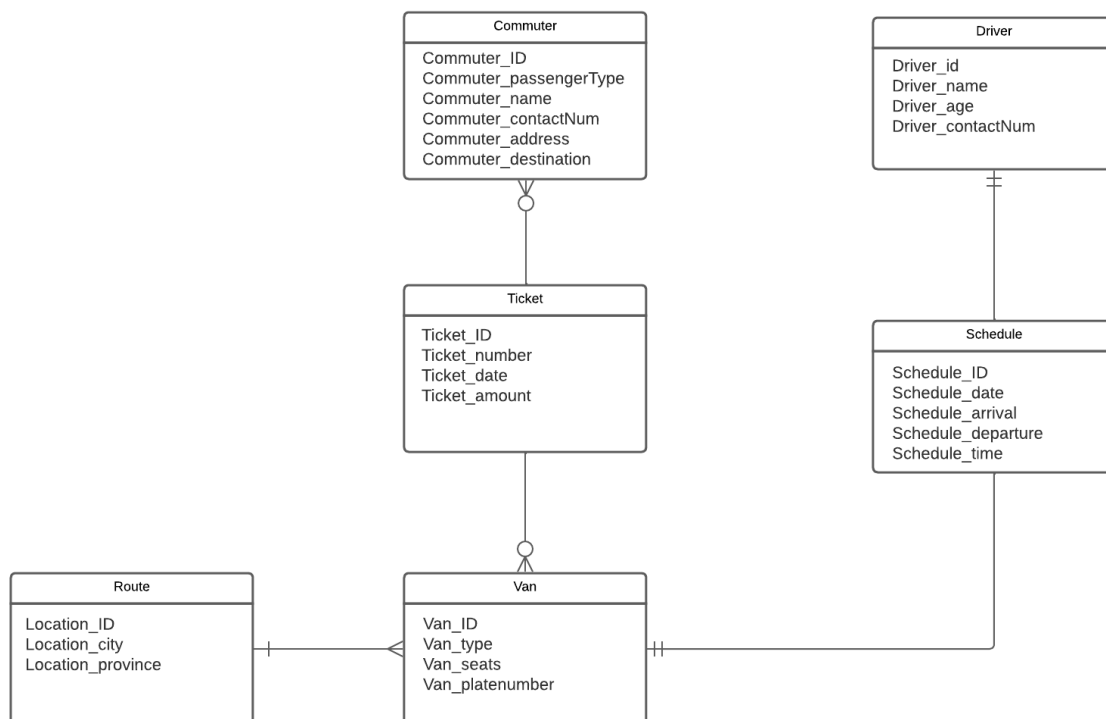 Commuter
Commuter_ID
Commuter_passengerType
Commuter_name
Commuter_contactNum
Commuter_address
Commuter_destination
Driver
Driver_id
Driver_name
Driver_age
Driver_contactNum
Ticket
Ticket_ID
Ticket_number
Ticket_date
Ticket_amount
Schedule
Schedule_ID
Schedule_date
Schedule_arrival
Schedule_departure
Schedule_time
Route
Location_ID
Location_city
Location_province
Van
Van_ID
Van_type
Van_seats
Van_platenumber